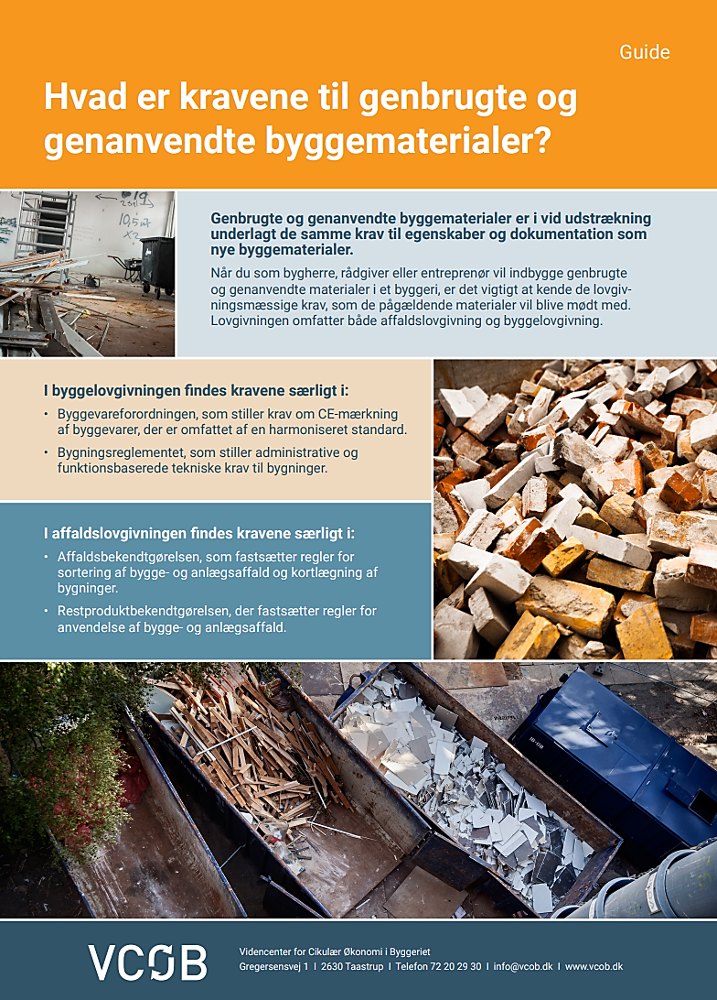 Guide
Hvad er kravene til genbrugte og
genanvendte byggematerialer?
Genbrugte og genanvendte byggematerialer er i vid udstrækning
underlagt de samme krav til egenskaber og dokumentation som
nye byggematerialer.
Når du som bygherre, rådgiver eller entreprenør vil indbygge genbrugte
og genanvendte materialer i et byggeri, er det vigtigt at kende de lovgiv-
ningsmæssige krav, som de pågældende materialer vil blive mødt med.
Lovgivningen omfatter både affaldslovgivning og byggelovgivning.
I byggelovgivningen findes kravene særligt i:
• Byggevareforordningen, som stiller krav om CE-mærkning
af byggevarer, der er omfattet af en harmoniseret standard.
• Bygningsreglementet, som stiller administrative og
funktionsbaserede tekniske krav til bygninger.
I affaldslovgivningen findes kravene særligt i:
• Affaldsbekendtgørelsen, som fastsætter regler for
sortering af bygge- og anlægsaffald og kortlægning af
bygninger.
• Restproduktbekendtgørelsen, der fastsætter regler for
anvendelse af bygge- og anlægsaffald.
VCØB
Videncenter for Cikulær Økonomi i Byggeriet
Gregersensvej 1 I 2630 Taastrup I Telefon 72 20 29 30 I info@vcob.dk I www.vcob.dk